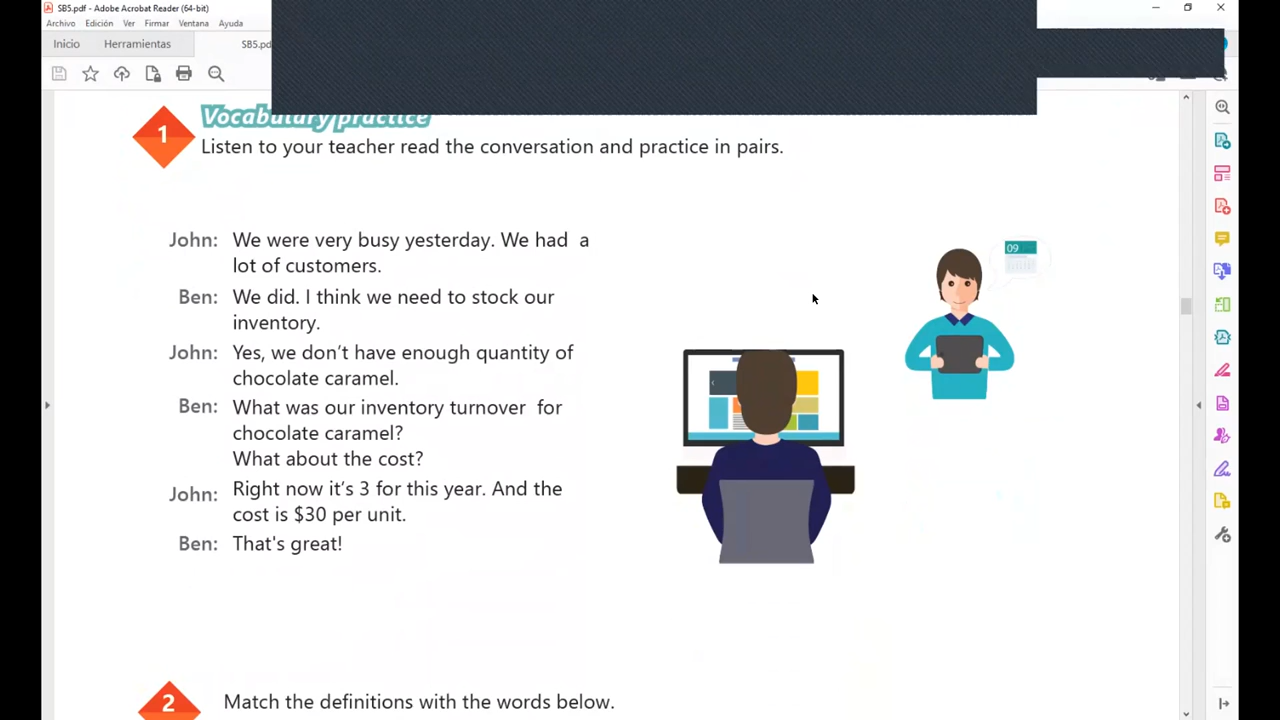 SB5.pdf - Adobe Acrobat Reader (64-bit)
Archivo Edición Ver Firmar Ventana Ayuda
Inicio Herramientas SB5.pd
1 Vocabulary practice
Listen to your teacher read the conversation and practice in pairs.
John: We were very busy yesterday. We had a
lot of customers.
Ben: We did. I think we need to stock our
inventory.
John: Yes, we don't have enough quantity of
chocolate caramel.
Ben: What was our inventory turnover for
chocolate caramel?
What about the cost?
John: Right now it's 3 for this year. And the
cost is $30 per unit.
Ben: That's great!
09
2 Match the definitions with the words below.